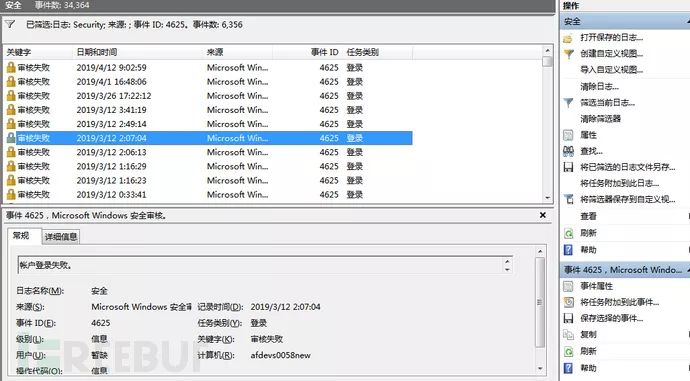 安全 事件数: 34,364
已筛选:日志: Security; 来源: ; 事件 ID: 4625。事件数: 6,356
关键字 日期和时间 来源 事件 ID 任务类别
审核失败 2019/4/12 9:02:59 Microsoft Win... 4625 登录
审核失败 2019/4/1 16:48:06 Microsoft Win... 4625 登录
审核失败 2019/3/26 17:22:12 Microsoft Win... 4625 登录
审核失败 2019/3/12 3:41:19 Microsoft Win... 4625 登录
审核失败 2019/3/12 2:49:14 Microsoft Win... 4625 登录
审核失败 2019/3/12 2:07:04 Microsoft Win... 4625 登录
审核失败 2019/3/12 2:06:13 Microsoft Win... 4625 登录
审核失败 2019/3/12 1:16:29 Microsoft Win... 4625 登录
审核失败 2019/3/12 1:16:23 Microsoft Win... 4625 登录
审核失败 2019/3/12 0:33:41 Microsoft Win... 4625 登录
事件 4625，Microsoft Windows 安全审核。
常规 详细信息
帐户登录失败。
日志名称(M): 安全
来源(S): Microsoft Windows 安全审 记录时间(D): 2019/3/12 2:07:04
事件 ID(E): 4625 任务类别(Y): 登录
级别(L): 信息 关键字(K): 审核失败
用户(U): 暂缺 计算机(R): afdevs0058new
操作代码(O): 信息
操作
安全
打开保存的日志...
创建自定义视图...
导入自定义视图...
清除日志...
筛选当前日志...
清除筛选器
属性
查找...
将已筛选的日志文件另存...
将任务附加到此日志...
将筛选器保存到自定义视...
查看
刷新
帮助
事件 4625，Microsoft Windo...
事件属性
将任务附加到此事件...
保存选择的事件...
复制
刷新
帮助
REEBUF